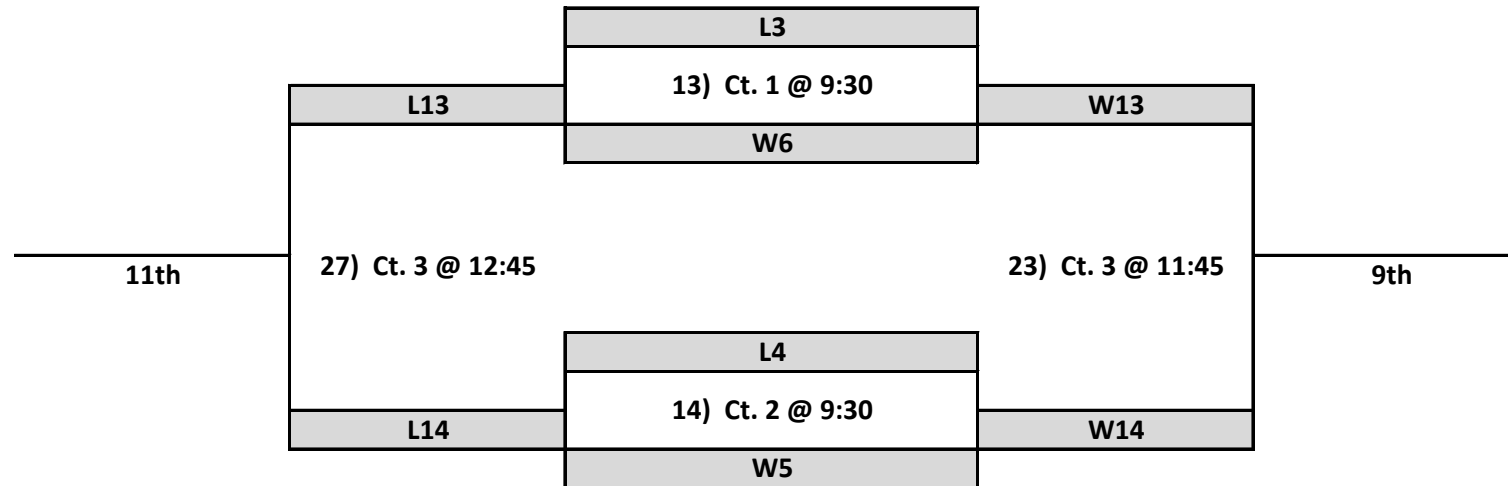 L3
13) Ct. 1 @ 9:30
L13
W13
W6
27) Ct. 3 @ 12:45
23) Ct. 3 @ 11:45
11th
9th
L4
14) Ct. 2 @ 9:30
L14
W14
W5